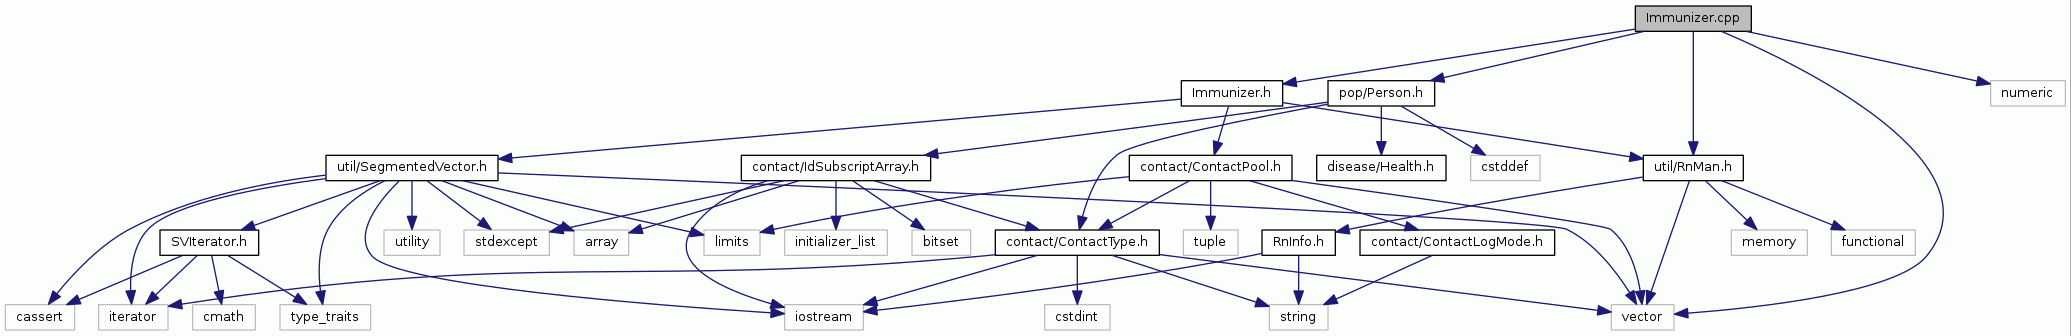 Immunizer.cpp
Immunizer.h
pop/Person.h
numeric
util/SegmentedVector.h
contact/IdSubscriptArray.h
contact/ContactPool.h
disease/Health.h
cstddef
util/RnMan.h
SVIterator.h
utility
stdexcept
array
limits
initializer_list
bitset
contact/ContactType.h
tuple
RnInfo.h
contact/ContactLogMode.h
memory
functional
cassert
iterator
cmath
type_traits
iostream
cstdint
string
vector